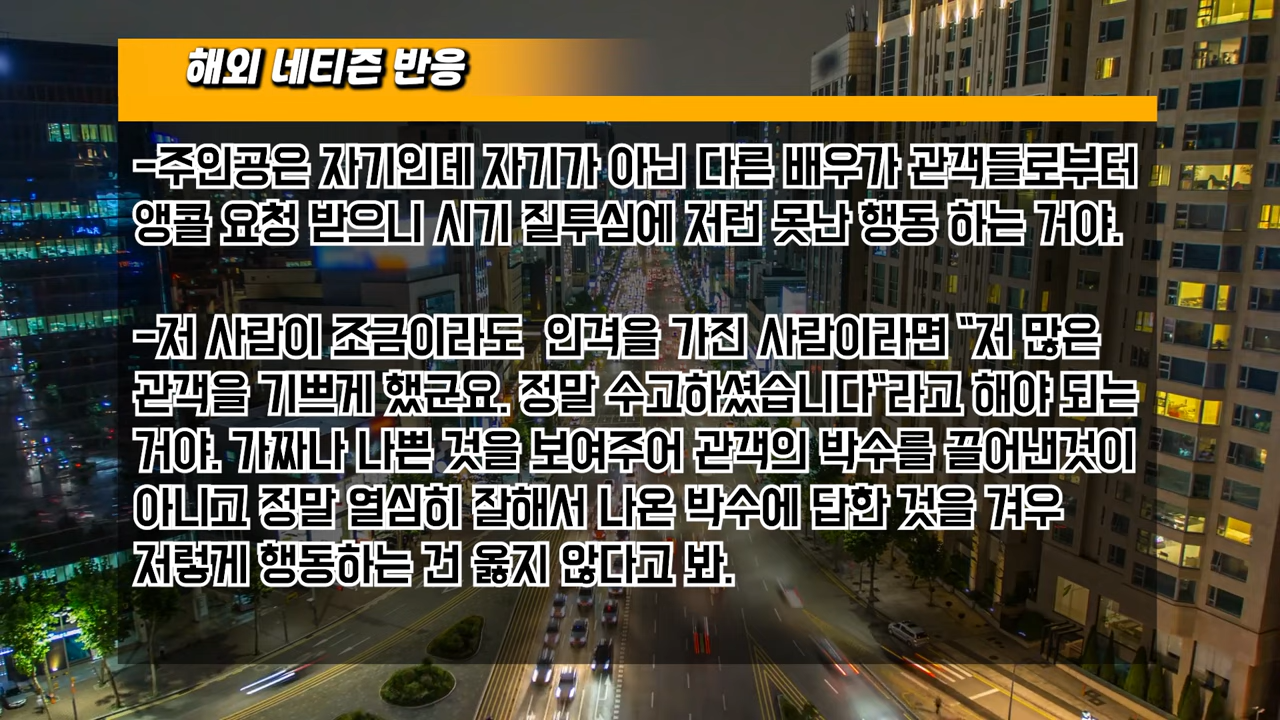 해외 네티즌 반응
-주인공은 자기인데 자기가 아닌 다른 배우가 관객들로부터
앵콜 요청 받으니 시기 질투심에 저런 못난 행동 하는 거야.
-저 사람이 조금이라도 인격을 가진 사람이라면 "저 많은
관객을 기쁘게 했군요. 정말 수고하셨습니다"라고 해야 되는
거야. 가짜나 나쁜 것을 보여주어 관객의 박수를 끌어낸것이
아니고 정말 열심히 잘해서 나온 박수에 답한 것을 겨우
저렇게 행동하는 건 옳지 않다고 봐.